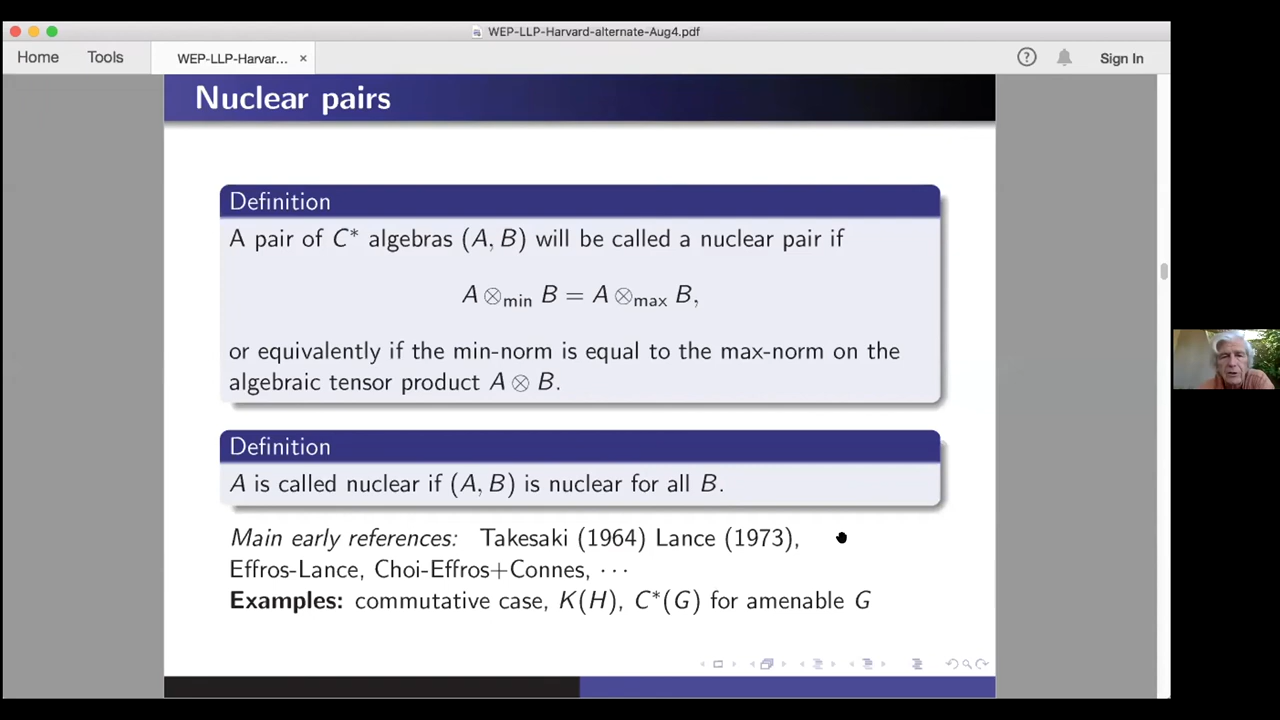 WEP-LLP-Harvard-alternate-Aug4.pdf
Home Tools WEP-LLP-Harvar... × ? Sign In
Nuclear pairs
Definition
A pair of C* algebras (A, B) will be called a nuclear pair if
A ⊗min B = A ⊗max B,
or equivalently if the min-norm is equal to the max-norm on the
algebraic tensor product A ⊗ B.
Definition
A is called nuclear if (A, B) is nuclear for all B.
Main early references: Takesaki (1964) Lance (1973),
Effros-Lance, Choi-Effros+Connes, ···
Examples: commutative case, K(H), C*(G) for amenable G